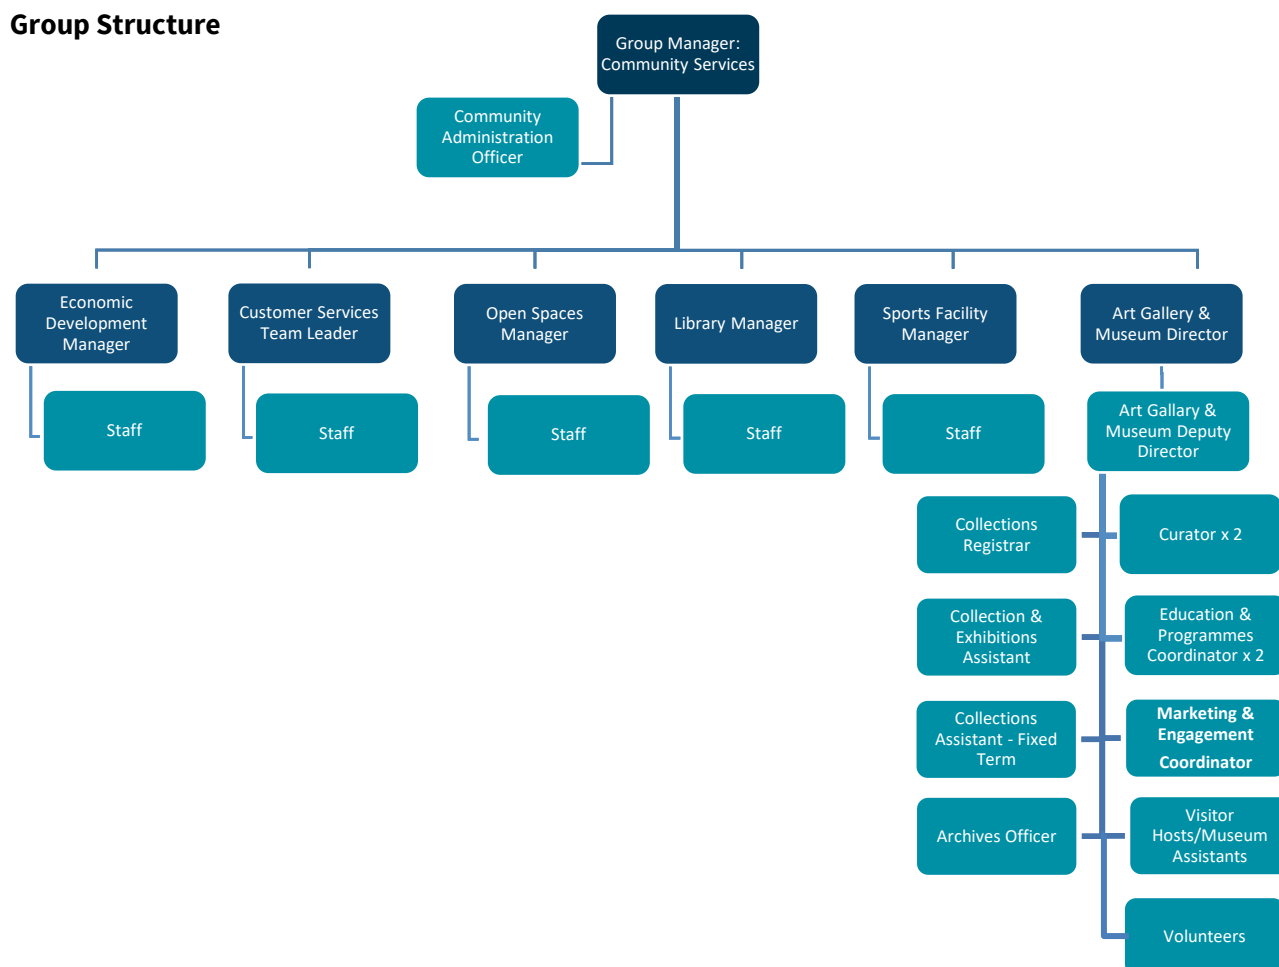 Group Structure
Group Manager:
Community Services
Community
Administration
Officer
Economic
Development
Manager
Customer Services
Team Leader
Open Spaces
Manager
Library Manager
Sports Facility
Manager
Art Gallery &
Museum Director
Staff
Staff
Staff
Staff
Staff
Art Gallary &
Museum Deputy
Director
Collections
Registrar
Curator x 2
Collection &
Exhibitions
Assistant
Education &
Programmes
Coordinator x 2
Collections
Assistant - Fixed
Term
Marketing &
Engagement
Coordinator
Archives Officer
Visitor
Hosts/Museum
Assistants
Volunteers